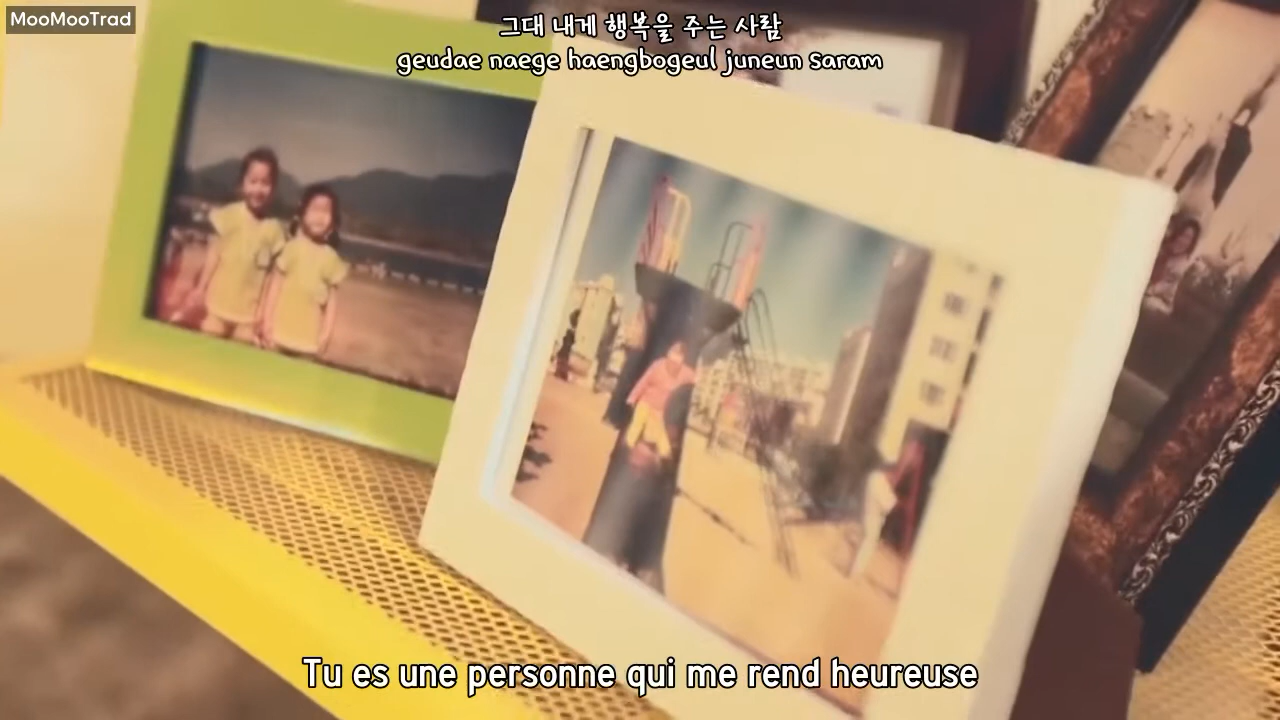 MooMooTrad
그대 내게 행복을 주는 사람
geudae naege haengbogeul juneun saram
Tu es une personne qui me rend heureuse